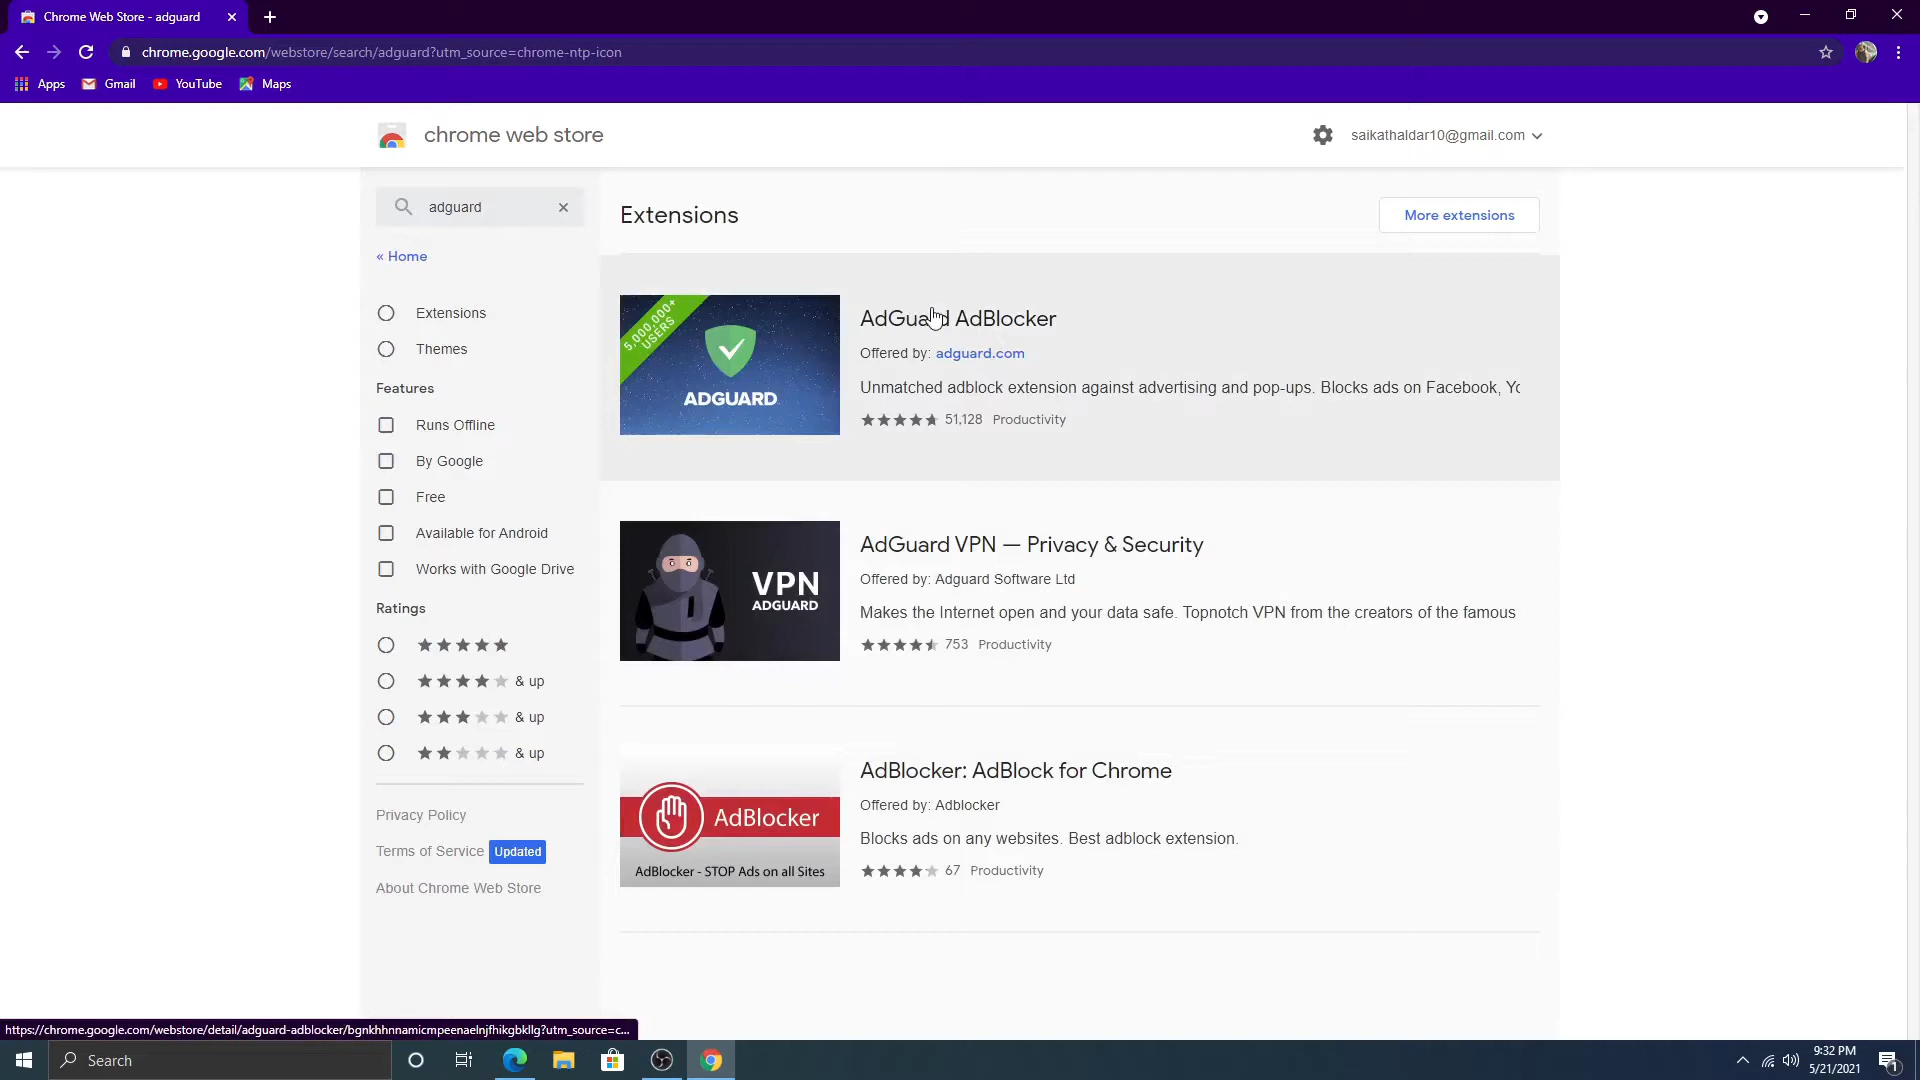 Chrome Web Store - adguard
chrome.google.com/webstore/search/adguard?utm_source=chrome-ntp-icon
Apps Gmail YouTube Maps
chrome web store
saikathaldar10@gmail.com
adguard
« Home
Extensions
Themes
Features
Runs Offline
By Google
Free
Available for Android
Works with Google Drive
Ratings
& up
& up
& up
Privacy Policy
Terms of Service Updated
About Chrome Web Store
Extensions
More extensions
5,000,000+
USERS
ADGUARD
AdGuard AdBlocker
Offered by: adguard.com
Unmatched adblock extension against advertising and pop-ups. Blocks ads on Facebook, Yo
51,128 Productivity
VPN
ADGUARD
AdGuard VPN — Privacy & Security
Offered by: Adguard Software Ltd
Makes the Internet open and your data safe. Topnotch VPN from the creators of the famous
753 Productivity
AdBlocker
AdBlocker - STOP Ads on all Sites
AdBlocker: AdBlock for Chrome
Offered by: Adblocker
Blocks ads on any websites. Best adblock extension.
67 Productivity
https://chrome.google.com/webstore/detail/adguard-adblocker/bgnkhhnnamicmpeenaelnjfhikgbkllg?utm_source=c...
Search
9:32 PM
5/21/2021
1